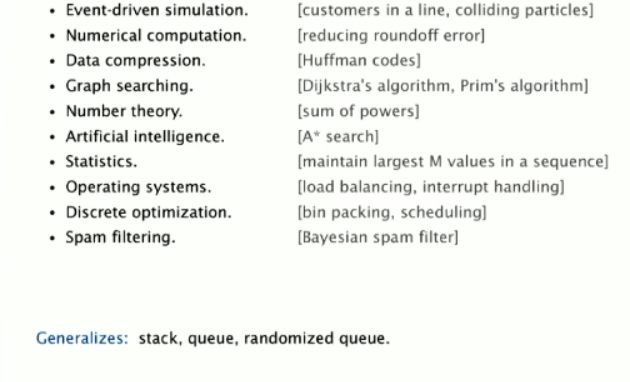 • Event-driven simulation. [customers in a line, colliding particles]
• Numerical computation. [reducing roundoff error]
• Data compression. [Huffman codes]
• Graph searching. [Dijkstra's algorithm, Prim's algorithm]
• Number theory. [sum of powers]
• Artificial intelligence. [A* search]
• Statistics. [maintain largest M values in a sequence]
• Operating systems. [load balancing, interrupt handling]
• Discrete optimization. [bin packing, scheduling]
• Spam filtering. [Bayesian spam filter]
Generalizes: stack, queue, randomized queue.